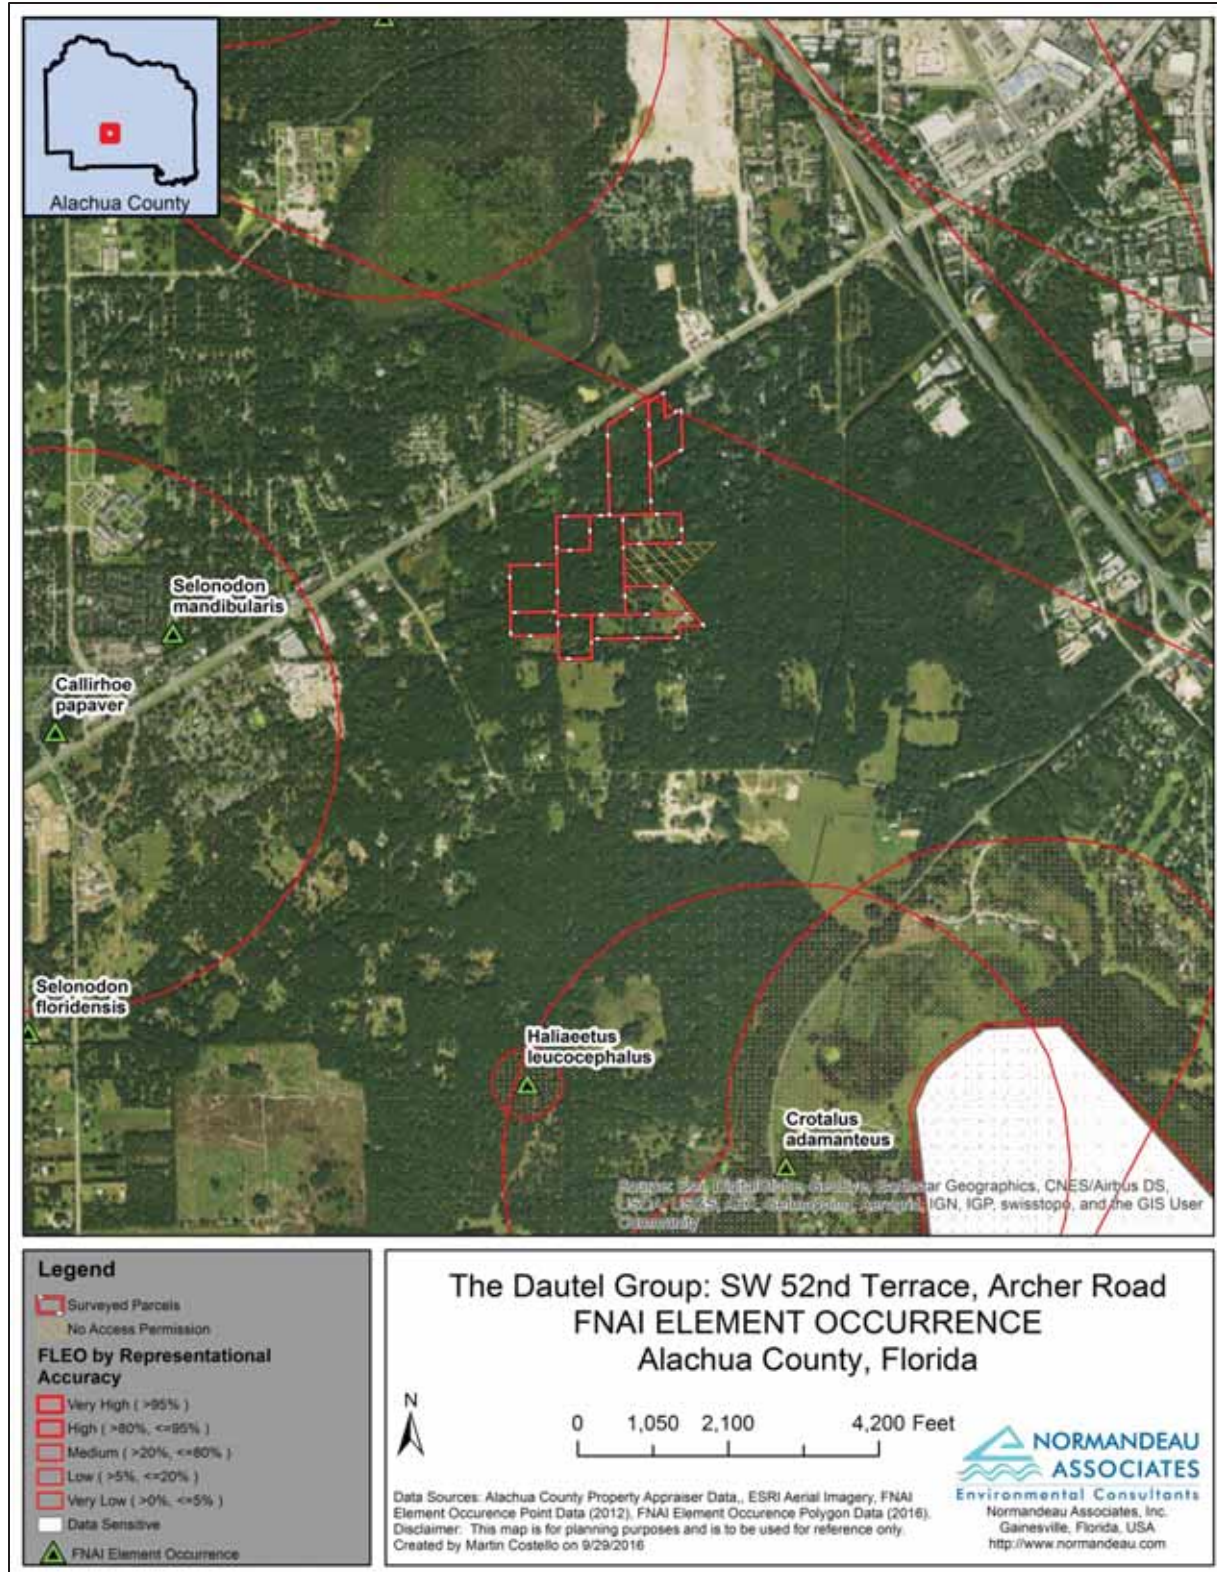 Alachua County
Selonodon
mandibularis
Callirhoe
papaver
Selonodon
floridensis
Haliaeetus
leucocephalus
Crotalus
adamanteus
Geographics, CNES/Airbus DS,
IGN, IGP, swisstopo, and the GIS User
Community
Legend
Surveyed Parcels
No Access Permission
FLEO by Representational
Accuracy
Very High ( >95% )
High ( >80%, <=95% )
Medium ( >20%, <=80% )
Low ( >5%, <=20% )
Very Low ( >0%, <=5% )
Data Sensitive
FNAI Element Occurrence
The Dautel Group: SW 52nd Terrace, Archer Road
FNAI ELEMENT OCCURRENCE
Alachua County, Florida
N
0 1,050 2,100 4,200 Feet
Data Sources: Alachua County Property Appraiser Data,, ESRI Aerial Imagery, FNAI
Element Occurence Point Data (2012), FNAI Element Occurence Polygon Data (2016).
Disclaimer: This map is for planning purposes and is to be used for reference only.
Created by Martin Costello on 9/29/2016
NORMANDEAU
ASSOCIATES
Environmental Consultants
Normandeau Associates, Inc.
Gainesville, Florida, USA
http://www.normandeau.com